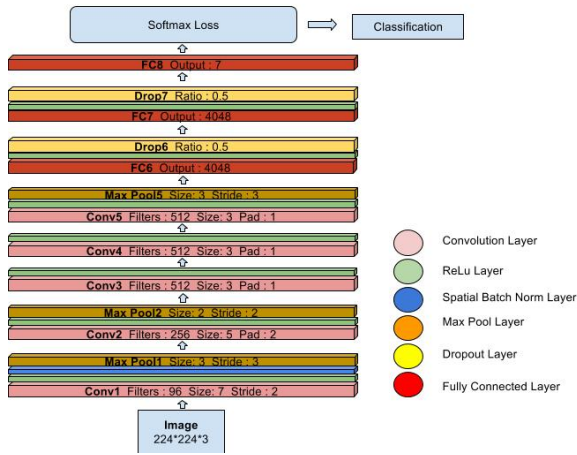 Softmax Loss
Classification
FC8 Output : 7
Drop7 Ratio : 0.5
FC7 Output : 4048
Drop6 Ratio : 0.5
FC6 Output : 4048
Max Pool5 Size: 3 Stride : 3
Conv5 Filters : 512 Size: 3 Pad : 1
Conv4 Filters : 512 Size: 3 Pad : 1
Conv3 Filters : 512 Size: 3 Pad : 1
Max Pool2 Size: 2 Stride : 2
Conv2 Filters : 256 Size: 5 Pad : 2
Max Pool1 Size: 3 Stride : 3
Conv1 Filters : 96 Size: 7 Stride : 2
Image
224*224*3
Convolution Layer
ReLu Layer
Spatial Batch Norm Layer
Max Pool Layer
Dropout Layer
Fully Connected Layer